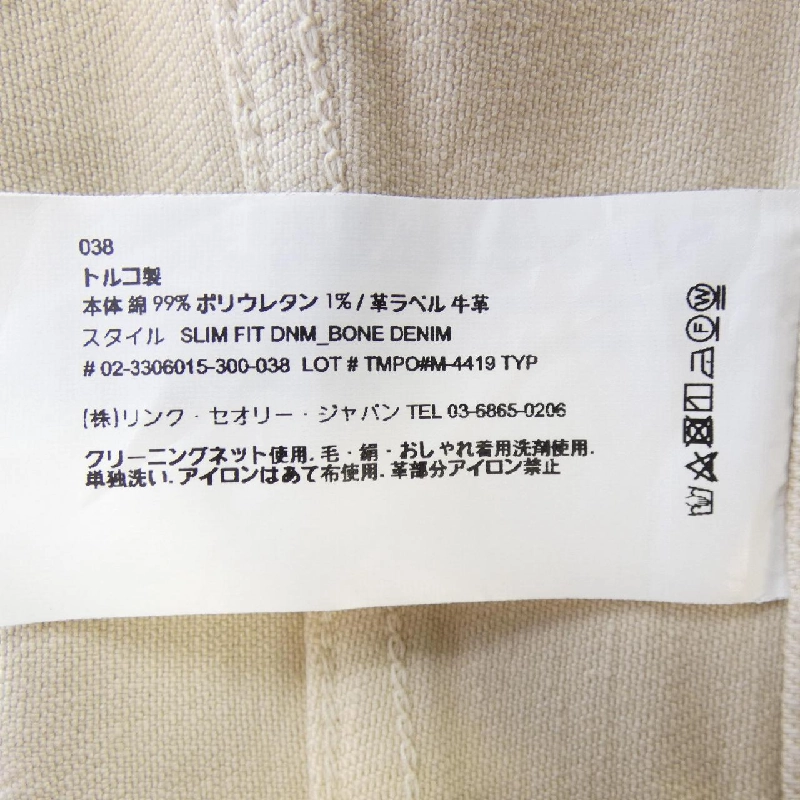 038
トルコ製
本体 綿 99% ポリウレタン 1% / 革ラベル 牛革
スタイル SLIM FIT DNM_BONE DENIM
# 02-3306015-300-038 LOT # TMPO#M-4419 TYP
(株)リンク・セオリー・ジャパン TEL 03-6865-0206
クリーニングネット使用. 毛・絹・おしゃれ着用洗剤使用.
単独洗い. アイロンはあて布使用. 革部分アイロン禁止
W
F